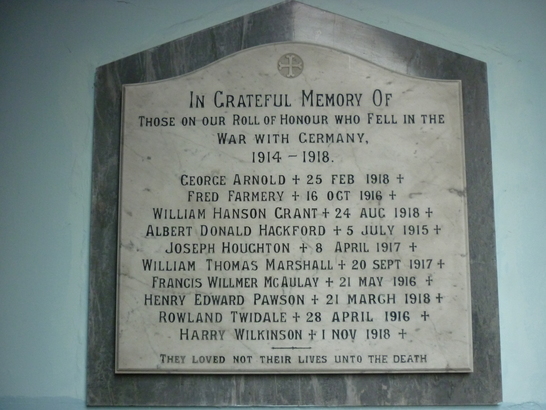 IN GRATEFUL MEMORY OF
THOSE ON OUR ROLL OF HONOUR WHO FELL IN THE
WAR WITH GERMANY,
1914 – 1918.
GEORGE ARNOLD + 25 FEB 1918 +
FRED FARMERY + 16 OCT 1916 +
WILLIAM HANSON GRANT + 24 AUG 1918 +
ALBERT DONALD HACKFORD + 5 JULY 1915 +
JOSEPH HOUGHTON + 8 APRIL 1917 +
WILLIAM THOMAS MARSHALL + 20 SEPT 1917 +
FRANCIS WILLMER MCAULAY + 21 MAY 1916 +
HENRY EDWARD PAWSON + 21 MARCH 1918 +
ROWLAND TWIDALE + 28 APRIL 1916 +
HARRY WILKINSON + 1 NOV 1918 +
THEY LOVED NOT THEIR LIVES UNTO THE DEATH